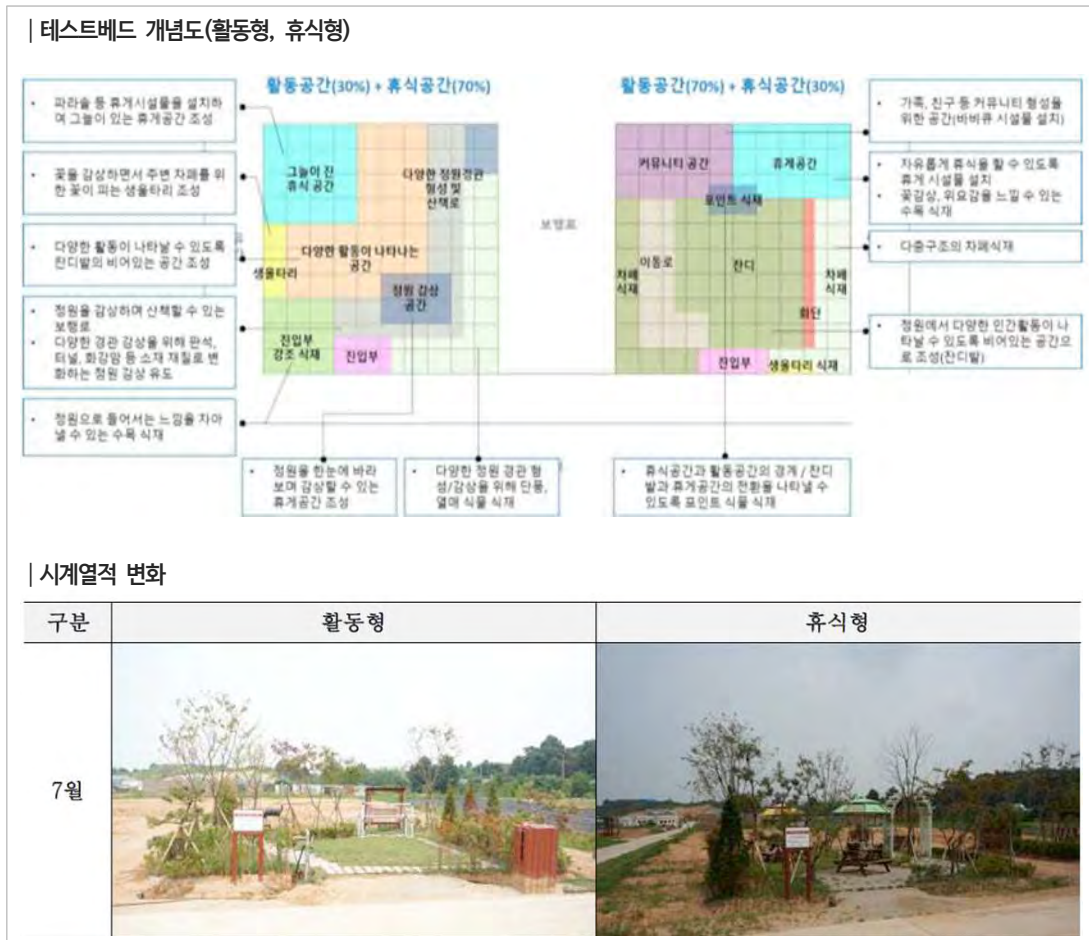 | 테스트베드 개념도(활동형, 휴식형)
활동공간(30%) + 휴식공간(70%)
• 파라솔 등 휴게시설물을 설치하
여 그늘이 있는 휴게공간 조성
• 꽃을 감상하면서 주변 차폐를 위
한 꽃이 피는 생울타리 조성
• 다양한 활동이 나타날 수 있도록
잔디밭의 비어있는 공간 조성
• 정원을 감상하며 산책할 수 있는
보행로
• 다양한 경관 감상을 위해 판석,
터널, 화강암 등 소재 재질로 변
화하는 정원 감상 유도
• 정원으로 들어서는 느낌을 자아
낼 수 있는 수목 식재
그늘이 진
휴식 공간
다양한 정원경관
형성 및
산책로
다양한 활동이 나타나는
공간
생울타리
정원 감상
공간
진입부
강조 식재
진입부
• 정원을 한눈에 바라
보며 감상할 수 있는
휴게공간 조성
• 다양한 정원 경관 형
성/감상을 위해 단풍,
열매 식물 식재
보행로
활동공간(70%) + 휴식공간(30%)
커뮤니티 공간
휴게공간
포인트 식재
차폐
식재
이동로
잔디
화단
차폐
식재
진입부
생울타리 식재
• 가족, 친구 등 커뮤니티 형성을
위한 공간(바비큐 시설물 설치)
• 자유롭게 휴식을 할 수 있도록
휴게 시설물 설치
• 꽃감상, 위요감을 느낄 수 있는
수목 식재
• 다층구조의 차폐식재
• 정원에서 다양한 인간활동이 나
타날 수 있도록 비어있는 공간으
로 조성(잔디밭)
• 휴식공간과 활동공간의 경계 / 잔디
밭과 휴게공간의 전환을 나타낼 수
있도록 포인트 식물 식재
| 시계열적 변화
구분
활동형
휴식형
7월